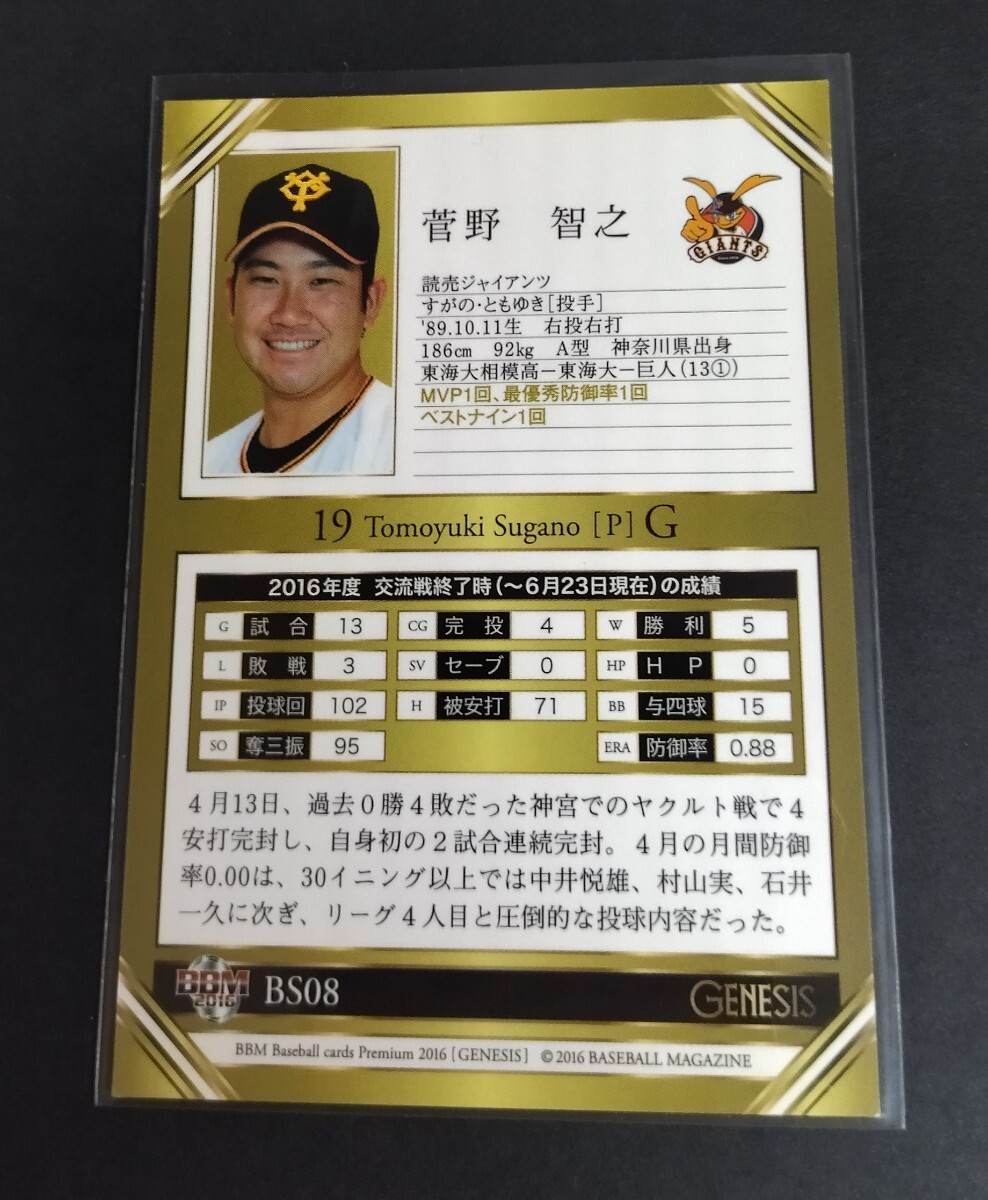 菅野 智之
GIANTS
読売ジャイアンツ
すがの・ともゆき[投手]
'89.10.11生 右投右打
186cm 92kg A型 神奈川県出身
東海大相模高−東海大−巨人(13①)
MVP1回、最優秀防御率1回
ベストナイン1回
19 Tomoyuki Sugano [P] G
2016年度 交流戦終了時(〜6月23日現在)の成績
G 試合 13 CG 完投 4 W 勝利 5
L 敗戦 3 SV セーブ 0 HP HP 0
IP 投球回 102 H 被安打 71 BB 与四球 15
SO 奪三振 95 ERA 防御率 0.88
4月13日、過去0勝4敗だった神宮でのヤクルト戦で4
安打完封し、自身初の2試合連続完封。4月の月間防御
率0.00は、30イニング以上では中井悦雄、村山実、石井
一久に次ぎ、リーグ4人目と圧倒的な投球内容だった。
BBM 2016 BS08 GENESIS
BBM Baseball cards Premium 2016 [GENESIS] ©2016 BASEBALL MAGAZINE